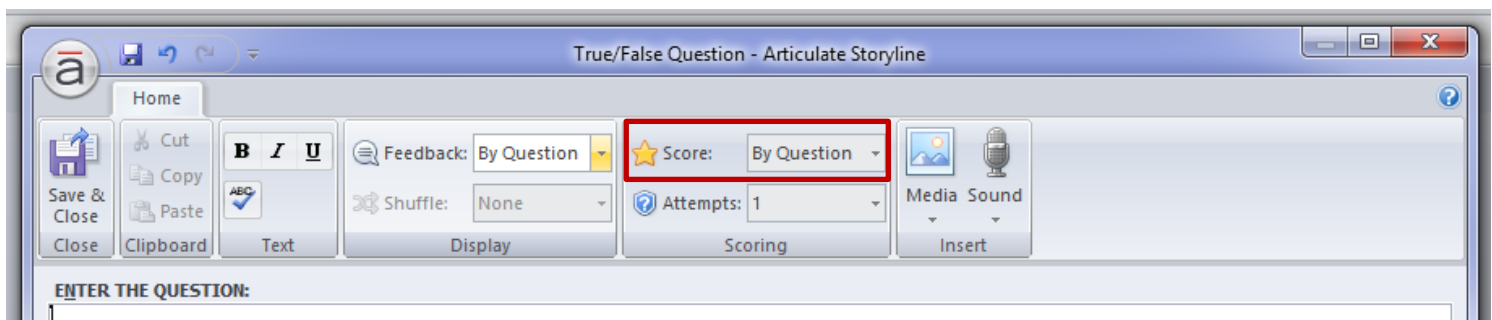 True/False Question - Articulate Storyline
ā
Home
Save & Close
Cut
Copy
Paste
B I U
ABC
Feedback: By Question
Shuffle: None
Score: By Question
Attempts: 1
Media Sound
Close Clipboard Text Display Scoring Insert
ENTER THE QUESTION: